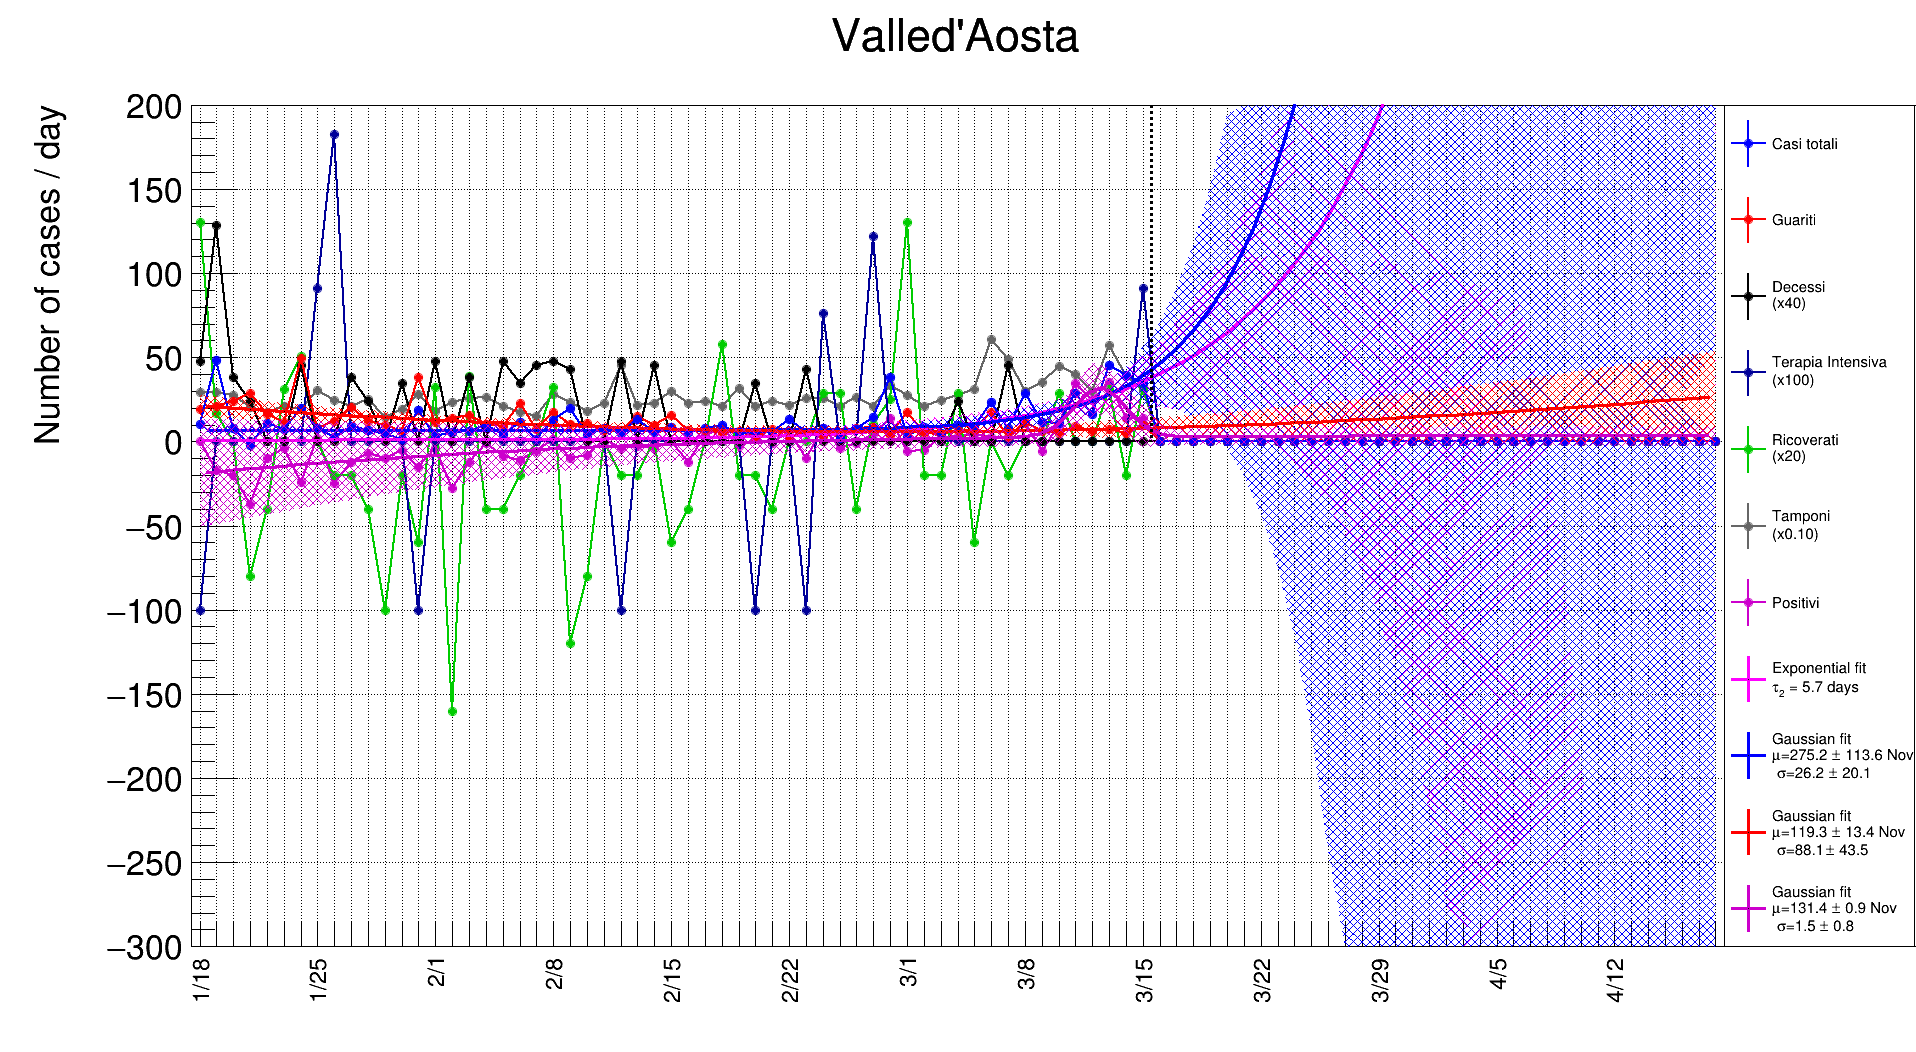 Valled'Aosta
Number of cases / day
200
150
100
50
0
−50
−100
−150
−200
−250
−300
1/18
1/25
2/1
2/8
2/15
2/22
3/1
3/8
3/15
3/22
3/29
4/5
4/12
Casi totali
Guariti
Decessi
(x40)
Terapia Intensiva
(x100)
Ricoverati
(x20)
Tamponi
(x0.10)
Positivi
Exponential fit
τ2 = 5.7 days
Gaussian fit
μ=275.2 ± 113.6 Nov
σ=26.2 ± 20.1
Gaussian fit
μ=119.3 ± 13.4 Nov
σ=88.1 ± 43.5
Gaussian fit
μ=131.4 ± 0.9 Nov
σ=1.5 ± 0.8